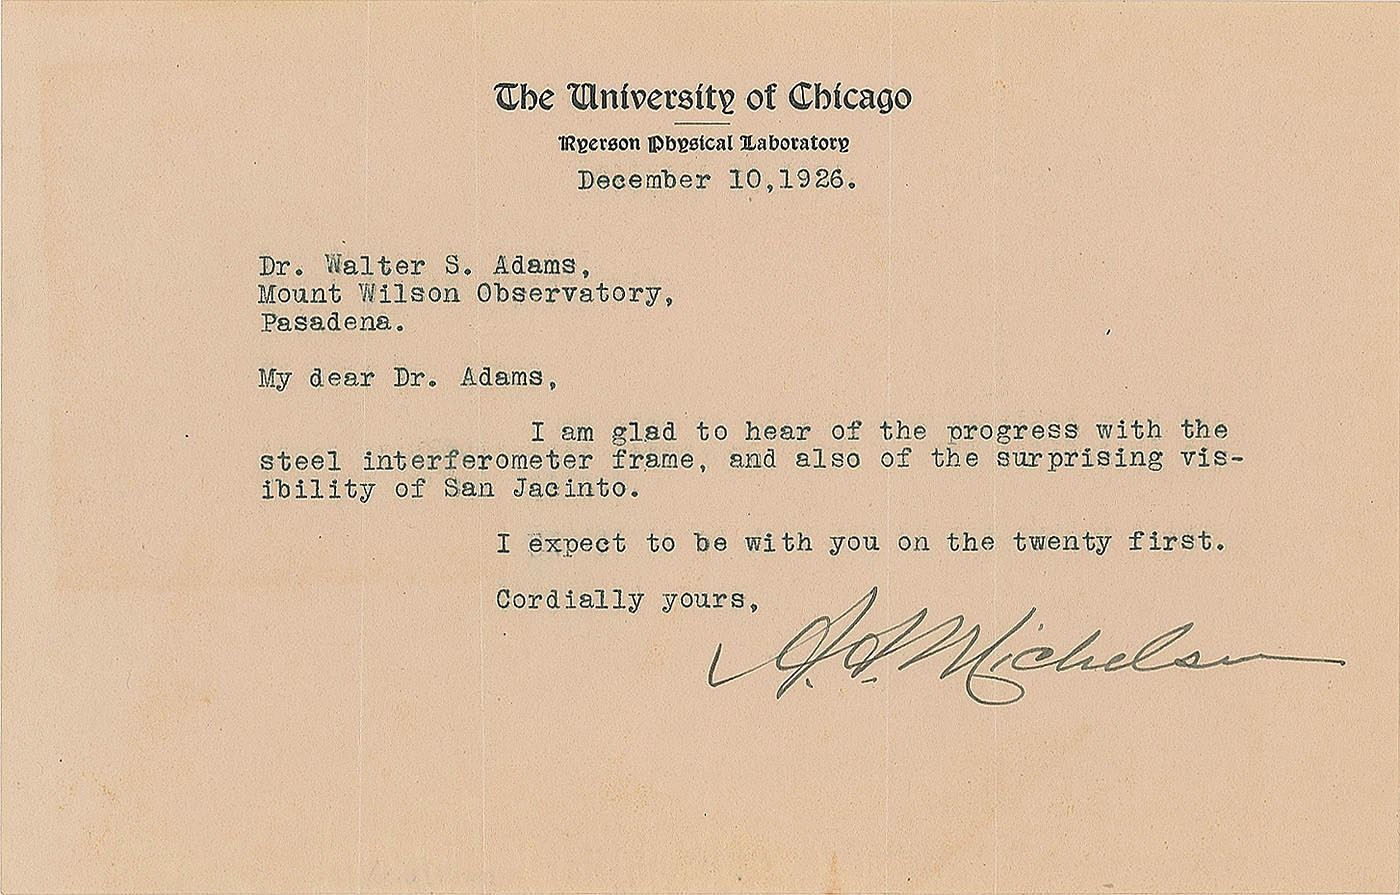 The University of Chicago
Ryerson Physical Laboratory
December 10,1926.
Dr. Walter S. Adams,
Mount Wilson Observatory,
Pasadena.
My dear Dr. Adams,
I am glad to hear of the progress with the
steel interferometer frame, and also of the surprising vis-
ibility of San Jacinto.
I expect to be with you on the twenty first.
Cordially yours,
A. A. Michelson